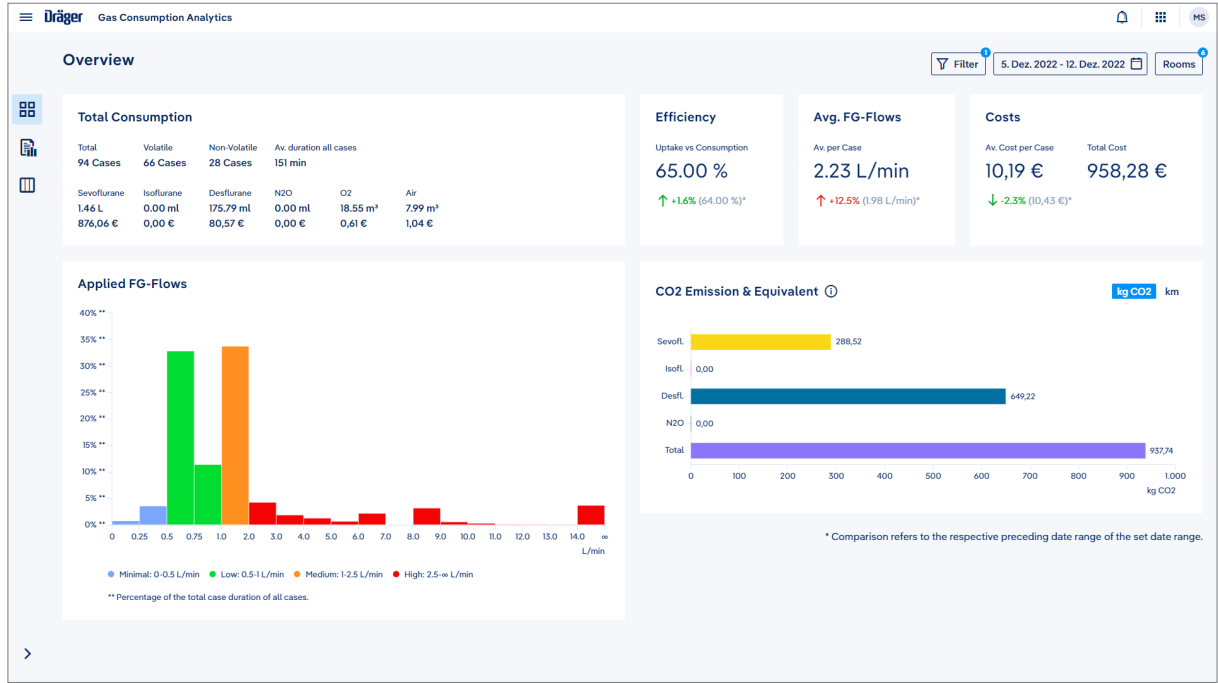 Dräger Gas Consumption Analytics
MS
Overview
1
Filter
5. Dez. 2022 - 12. Dez. 2022
6
Rooms
Total Consumption
Total Volatile Non-Volatile Av. duration all cases
94 Cases 66 Cases 28 Cases 151 min
Sevoflurane Isoflurane Desflurane N2O O2 Air
1.46 L 0.00 ml 175.79 ml 0.00 ml 18.55 m³ 7.99 m³
876,06 € 0,00 € 80,57 € 0,00 € 0,61 € 1,04 €
Efficiency
Uptake vs Consumption
65.00 %
+1.6% (64.00 %)*
Avg. FG-Flows
Av. per Case
2.23 L/min
+12.5% (1.98 L/min)*
Costs
Av. Cost per Case Total Cost
10,19 € 958,28 €
-2.3% (10,43 €)*
Applied FG-Flows
40% **
35% **
30% **
25% **
20% **
15% **
10% **
5% **
0% **
0 0.25 0.5 0.75 1.0 2.0 3.0 4.0 5.0 6.0 7.0 8.0 9.0 10.0 11.0 12.0 13.0 14.0 ∞
L/min
Minimal: 0-0.5 L/min Low: 0.5-1 L/min Medium: 1-2.5 L/min High: 2.5-∞ L/min
** Percentage of the total case duration of all cases.
CO2 Emission & Equivalent
kg CO2 km
Sevofl. 288,52
Isofl. 0,00
Desfl. 649,22
N2O 0,00
Total 937,74
0 100 200 300 400 500 600 700 800 900 1.000
kg CO2
* Comparison refers to the respective preceding date range of the set date range.